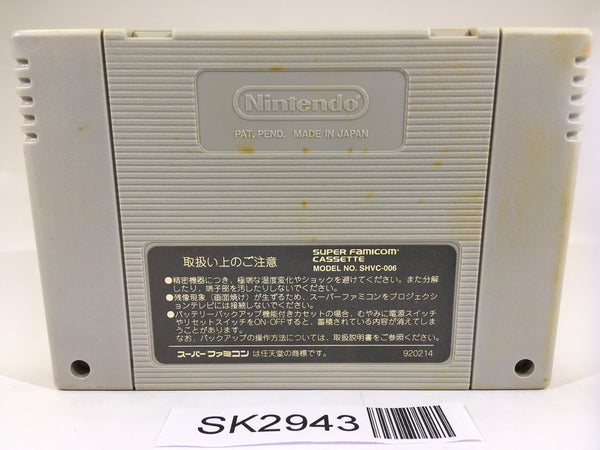 Nintendo
PAT. PEND. MADE IN JAPAN
取扱い上のご注意
SUPER FAMICOM
CASSETTE
MODEL NO. SHVC-006
●精密機器につき、極端な温度変化やショックを避けてください。また分解
したり、端子部を汚したりしないでください。
●残像現象（画面焼け）が生ずるため、スーパーファミコンをプロジェクシ
ョンテレビには接続しないでください。
●バッテリーバックアップ機能付きカセットの場合、むやみに電源スイッチ
やリセットスイッチをON·OFFすると、蓄積されている内容が消えてしま
うことがあります。
なお、バックアップの操作方法については、取扱説明書をご参照ください。
スーパーファミコン は任天堂の商標です。
920214
SK2943